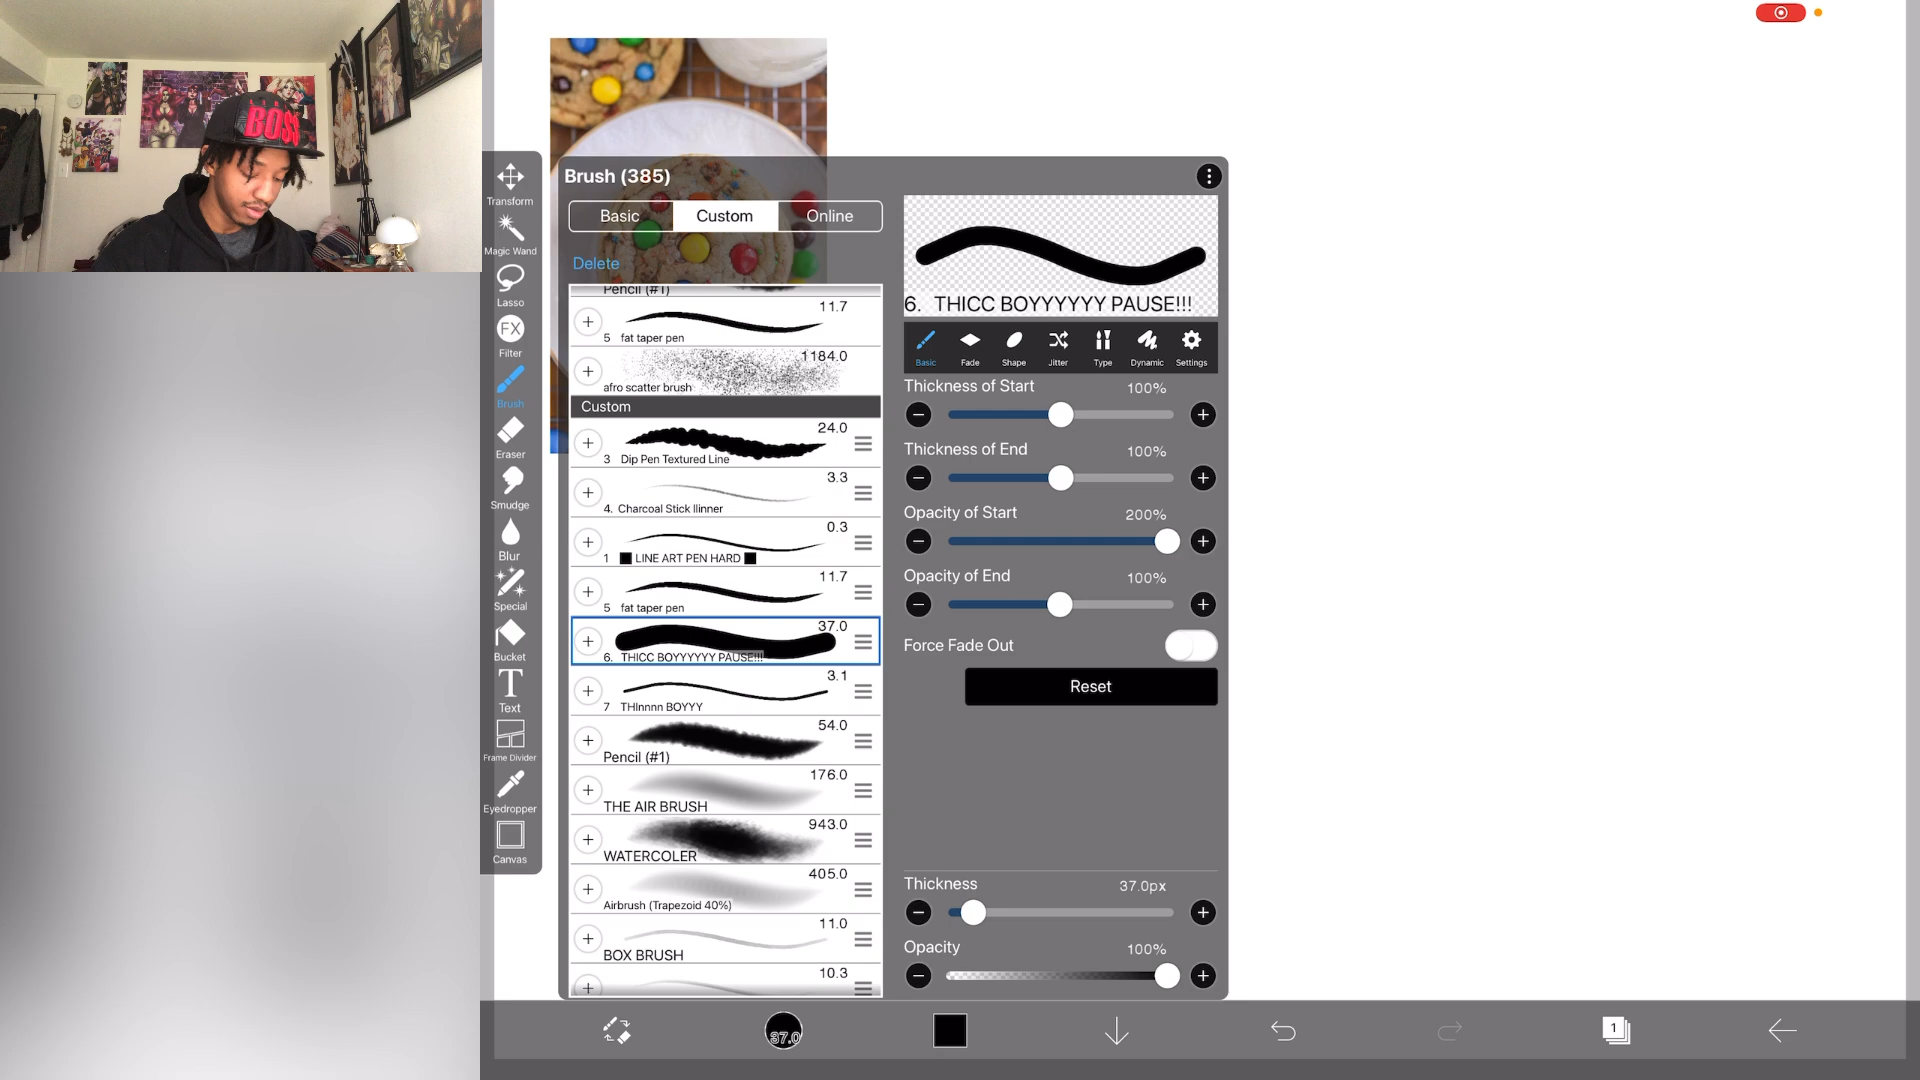 BOSS
Transform
Magic Wand
Lasso
FX
Filter
Brush
Eraser
Smudge
Blur
Special
Bucket
T
Text
Frame Divider
Eyedropper
Canvas
Brush (385)
Basic Custom Online
Delete
Pencil (#1)
11.7
5 fat taper pen
1184.0
afro scatter brush
Custom
24.0
3 Dip Pen Textured Line
3.3
4. Charcoal Stick lInner
0.3
1 ■ LINE ART PEN HARD ■
11.7
5 fat taper pen
37.0
6. THICC BOYYYYYY PAUSE!!!
3.1
7 THInnnn BOYYY
54.0
Pencil (#1)
176.0
THE AIR BRUSH
943.0
WATERCOLER
405.0
Airbrush (Trapezoid 40%)
11.0
BOX BRUSH
10.3
6. THICC BOYYYYYY PAUSE!!!
Basic Fade Shape Jitter Type Dynamic Settings
Thickness of Start 100%
Thickness of End 100%
Opacity of Start 200%
Opacity of End 100%
Force Fade Out
Reset
Thickness 37.0px
Opacity 100%
37.0
1